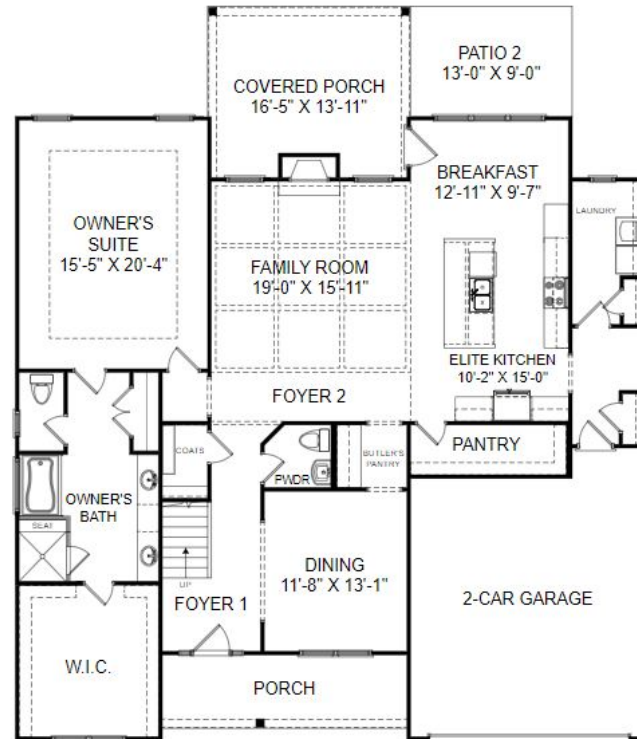 PATIO 2
13'-0" X 9'-0"
COVERED PORCH
16'-5" X 13'-11"
BREAKFAST
12'-11" X 9'-7"
LAUNDRY
OWNER'S
SUITE
15'-5" X 20'-4"
FAMILY ROOM
19'-0" X 15'-11"
ELITE KITCHEN
10'-2" X 15'-0"
FOYER 2
COATS
BUTLER'S
PANTRY
PANTRY
PWDR
OWNER'S
BATH
SEAT
UP
DINING
11'-8" X 13'-1"
FOYER 1
2-CAR GARAGE
W.I.C.
PORCH